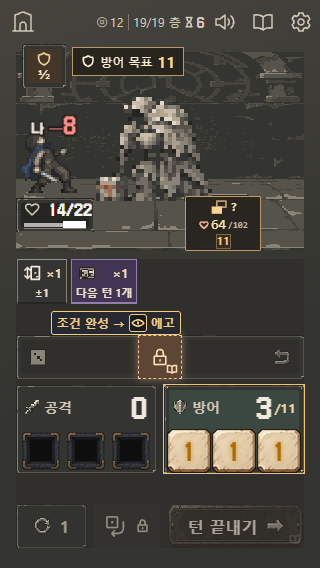 12 19/19 층 6
½
방어 목표 11
나 -8
14/22
?
64/102
11
×1
±1
×1
다음 턴 1개
조건 완성 → 예고
공격 0
방어 3/11
1 1 1
1
턴 끝내기 →